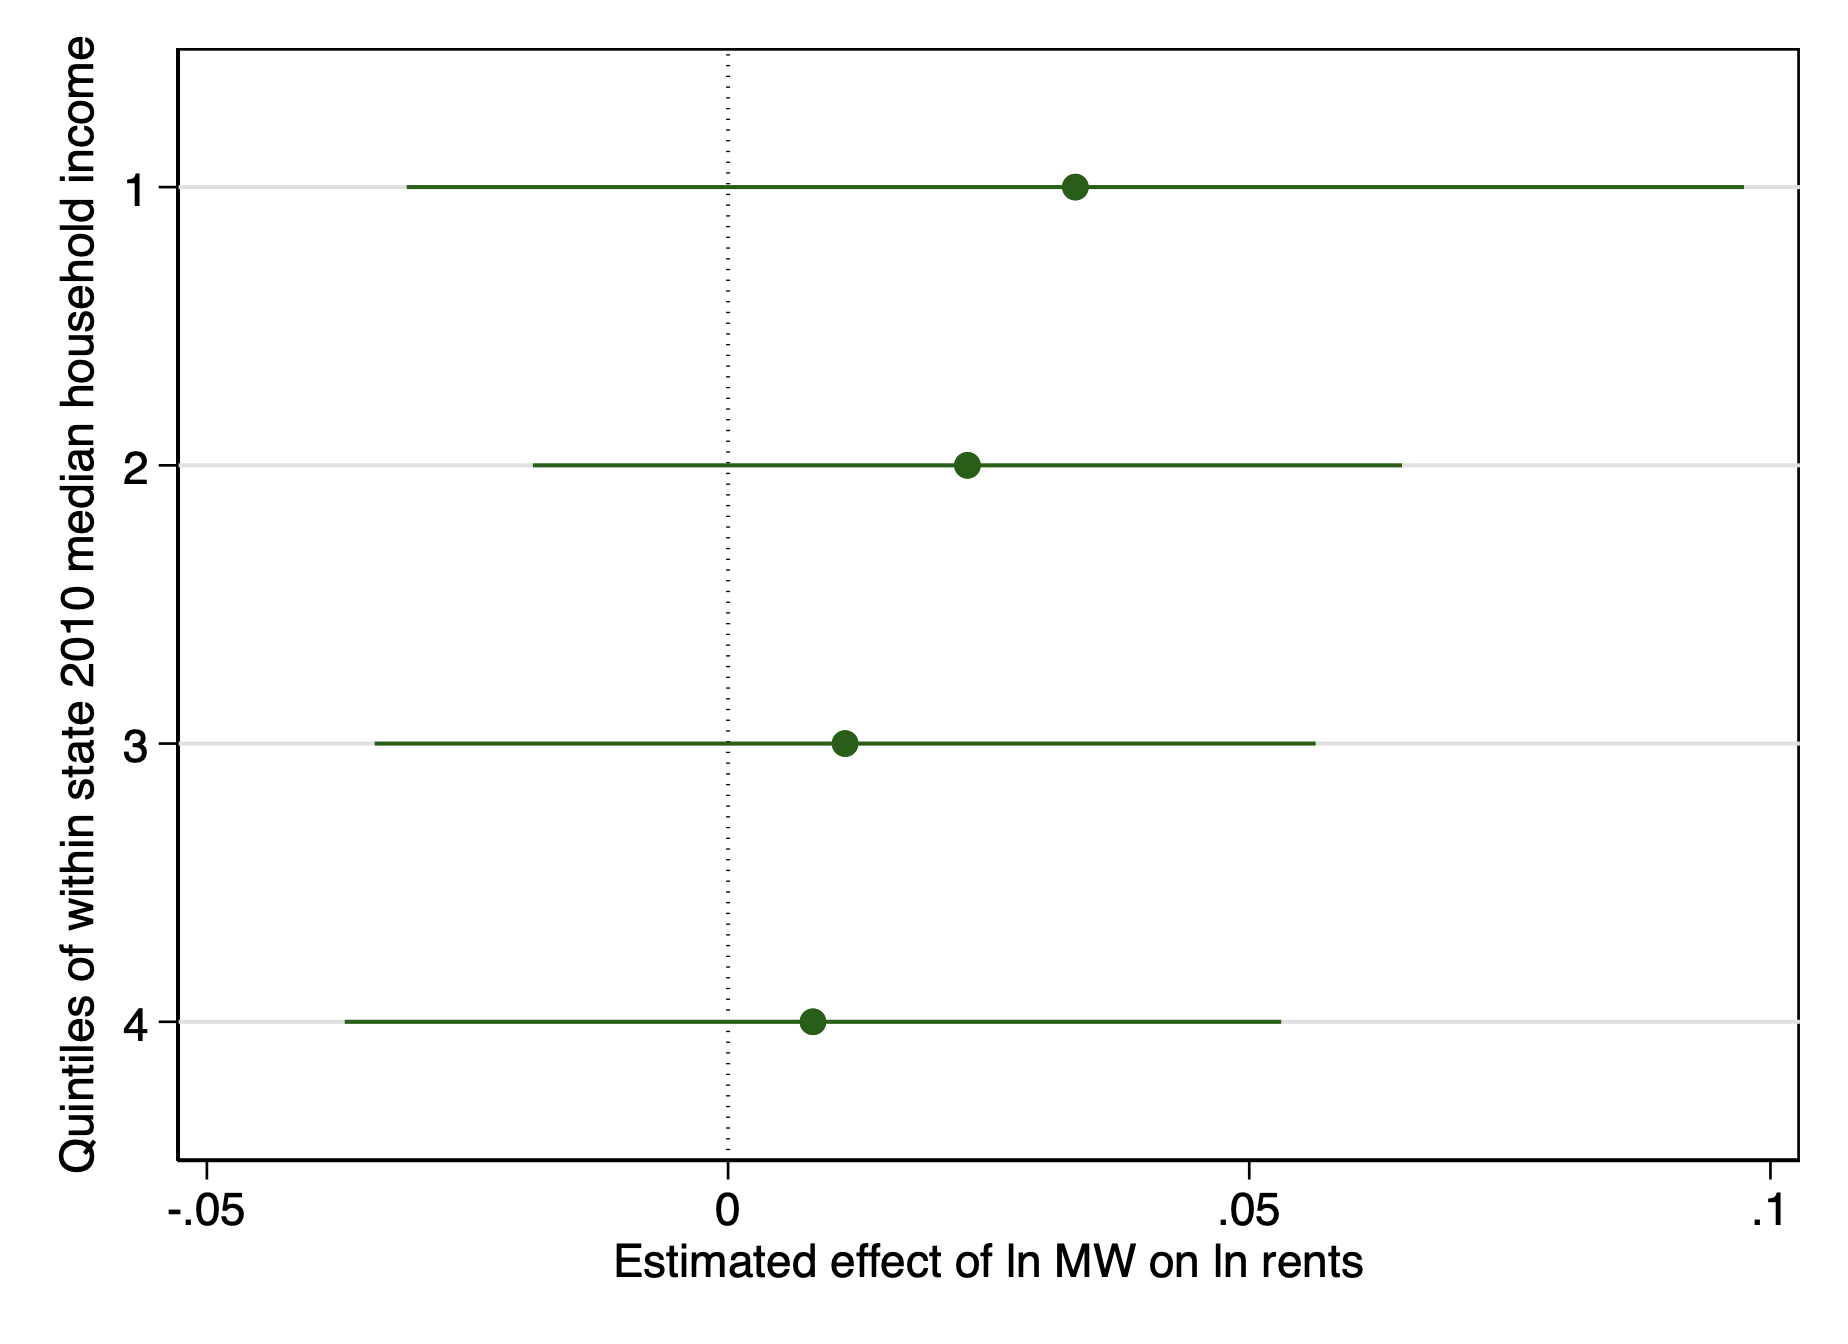 Quintiles of within state 2010 median household income
1
2
3
4
-.05 0 .05 .1
Estimated effect of ln MW on ln rents